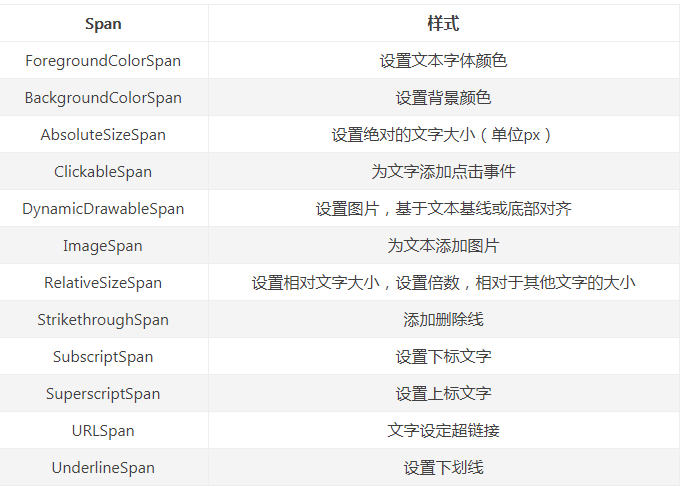 Span 样式
ForegroundColorSpan 设置文本字体颜色
BackgroundColorSpan 设置背景颜色
AbsoluteSizeSpan 设置绝对的文字大小（单位px）
ClickableSpan 为文字添加点击事件
DynamicDrawableSpan 设置图片，基于文本基线或底部对齐
ImageSpan 为文本添加图片
RelativeSizeSpan 设置相对文字大小，设置倍数，相对于其他文字的大小
StrikethroughSpan 添加删除线
SubscriptSpan 设置下标文字
SuperscriptSpan 设置上标文字
URLSpan 文字设定超链接
UnderlineSpan 设置下划线